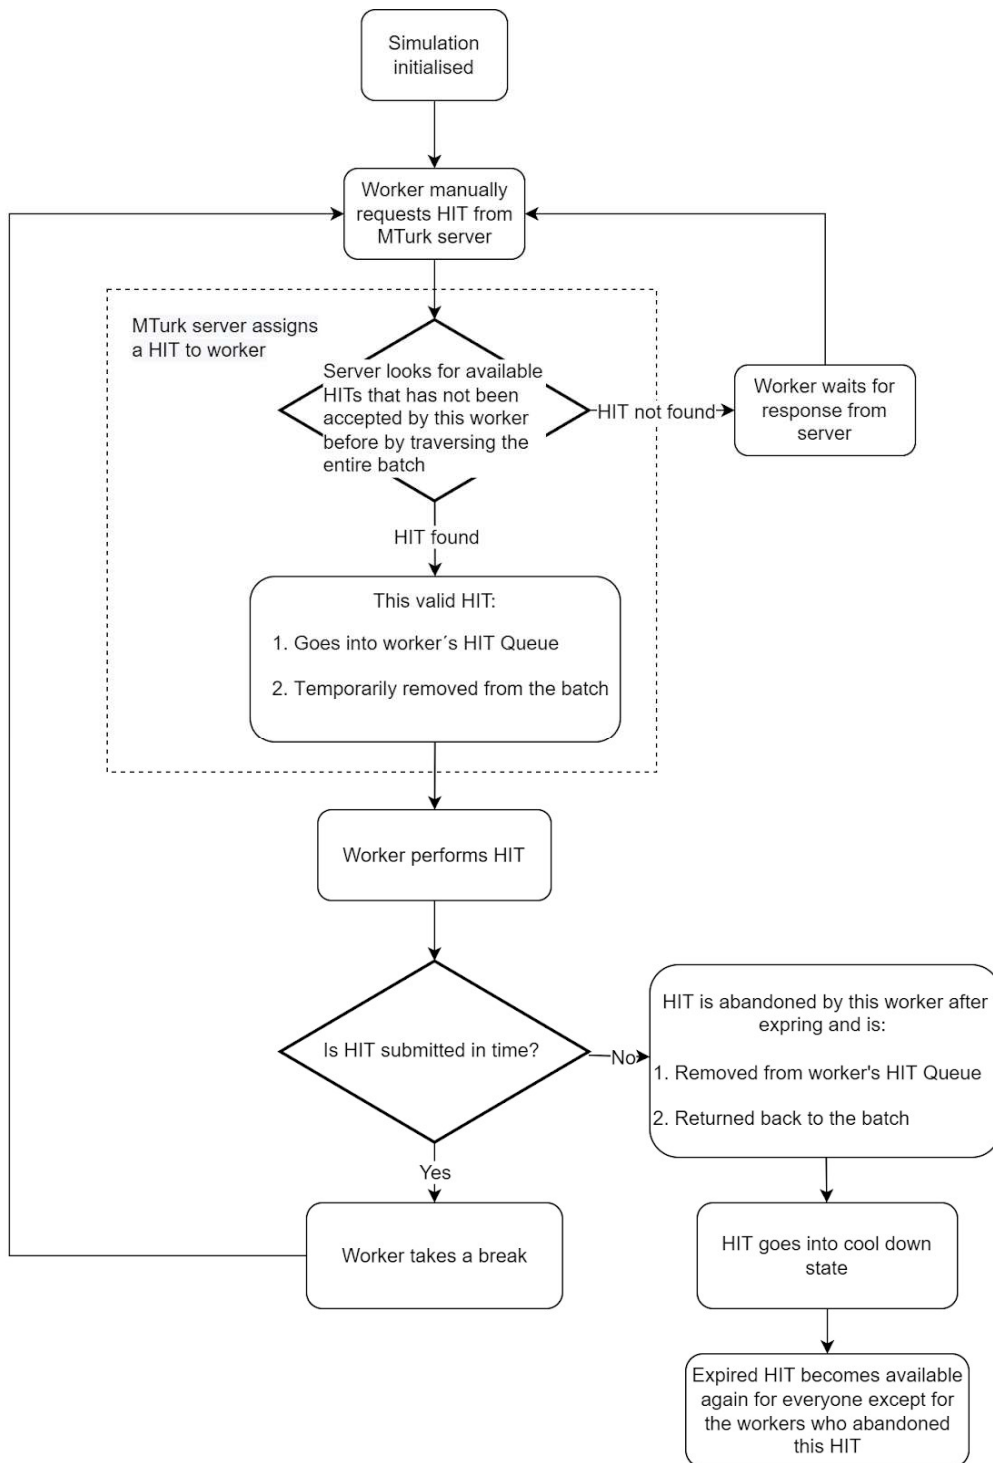 Simulation
initialised
Worker manually
requests HIT from
MTurk server
MTurk server assigns
a HIT to worker
Server looks for available
HITs that has not been
accepted by this worker
before by traversing the
entire batch
HIT not found
Worker waits for
response from
server
HIT found
This valid HIT:
1. Goes into worker´s HIT Queue
2. Temporarily removed from the batch
Worker performs HIT
Is HIT submitted in time?
No
HIT is abandoned by this worker after
expring and is:
1. Removed from worker's HIT Queue
2. Returned back to the batch
Yes
Worker takes a break
HIT goes into cool down
state
Expired HIT becomes available
again for everyone except for
the workers who abandoned
this HIT